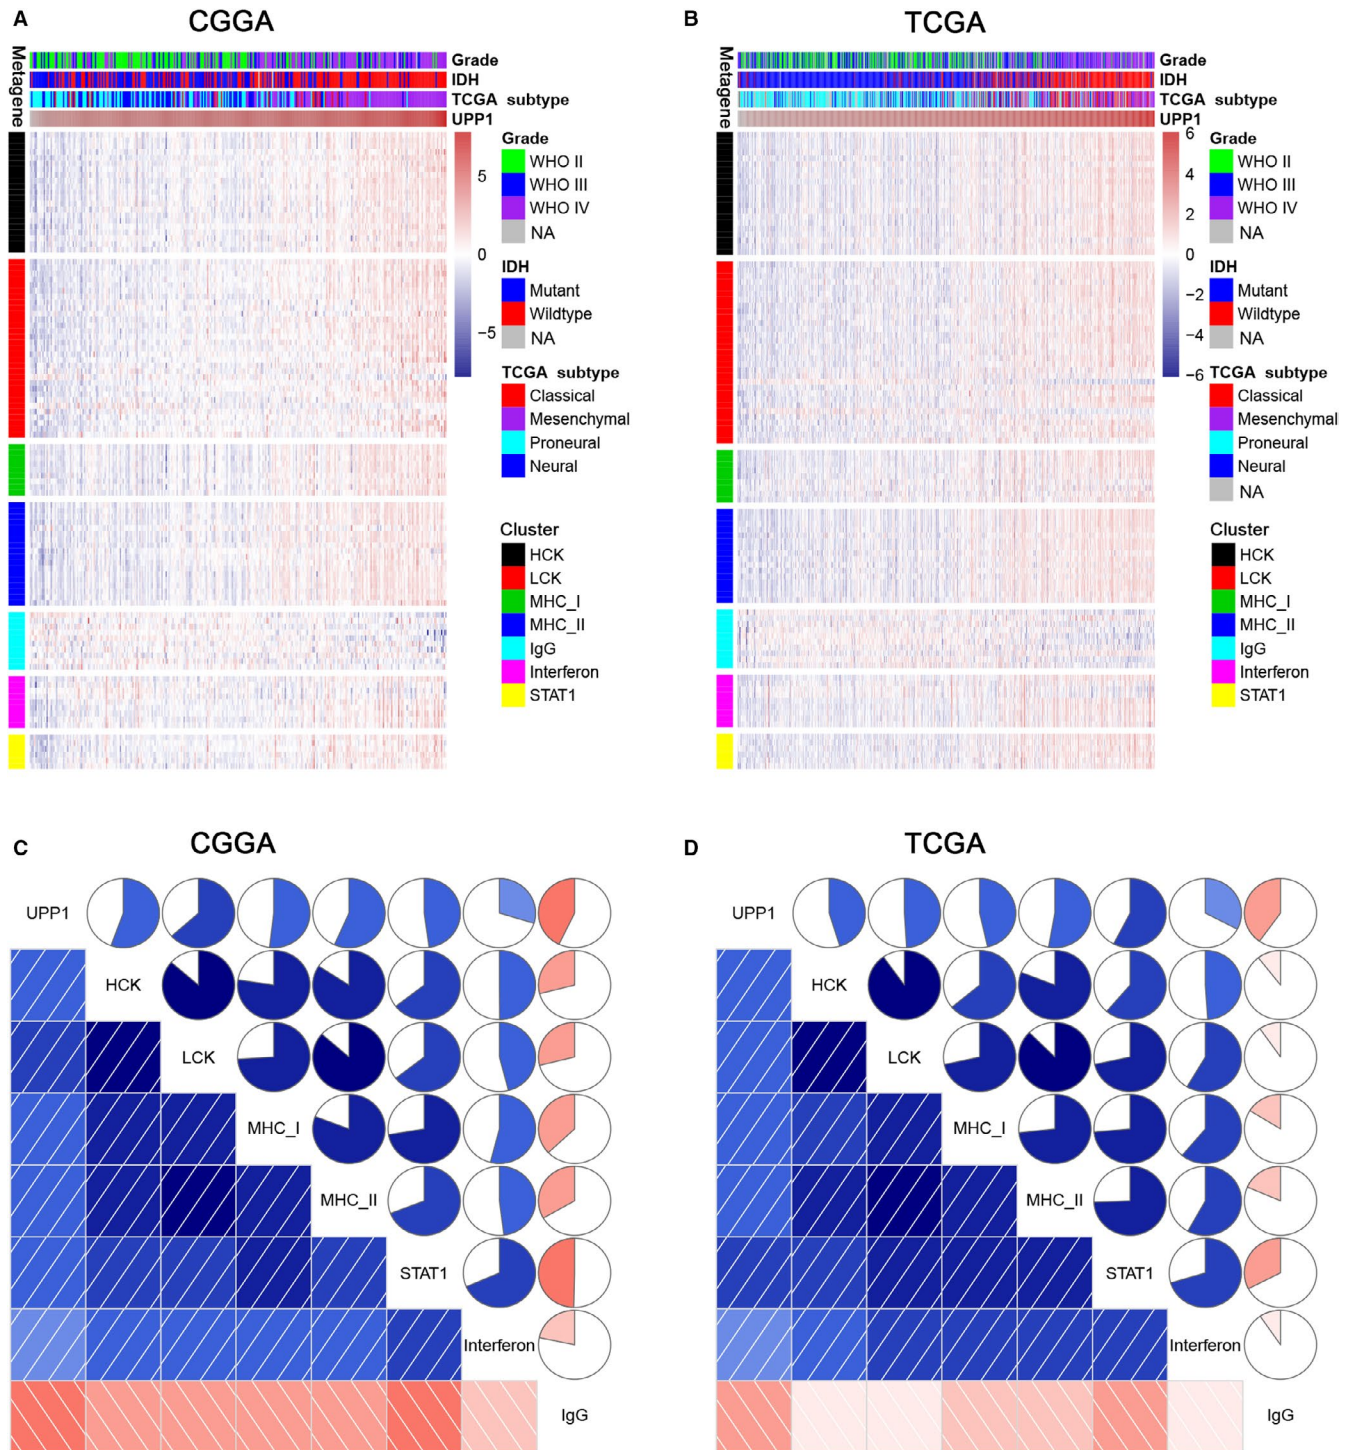 A
CGGA
Metagene
Grade
IDH
TCGA subtype
UPP1
5
0
−5
Grade
WHO II
WHO III
WHO IV
NA
IDH
Mutant
Wildtype
NA
TCGA subtype
Classical
Mesenchymal
Proneural
Neural
Cluster
HCK
LCK
MHC_I
MHC_II
IgG
Interferon
STAT1
B
TCGA
Metagene
Grade
IDH
TCGA subtype
UPP1
6
4
2
0
−2
−4
−6
Grade
WHO II
WHO III
WHO IV
NA
IDH
Mutant
Wildtype
NA
TCGA subtype
Classical
Mesenchymal
Proneural
Neural
NA
Cluster
HCK
LCK
MHC_I
MHC_II
IgG
Interferon
STAT1
C
CGGA
UPP1
HCK
LCK
MHC_I
MHC_II
STAT1
Interferon
IgG
D
TCGA
UPP1
HCK
LCK
MHC_I
MHC_II
STAT1
Interferon
IgG